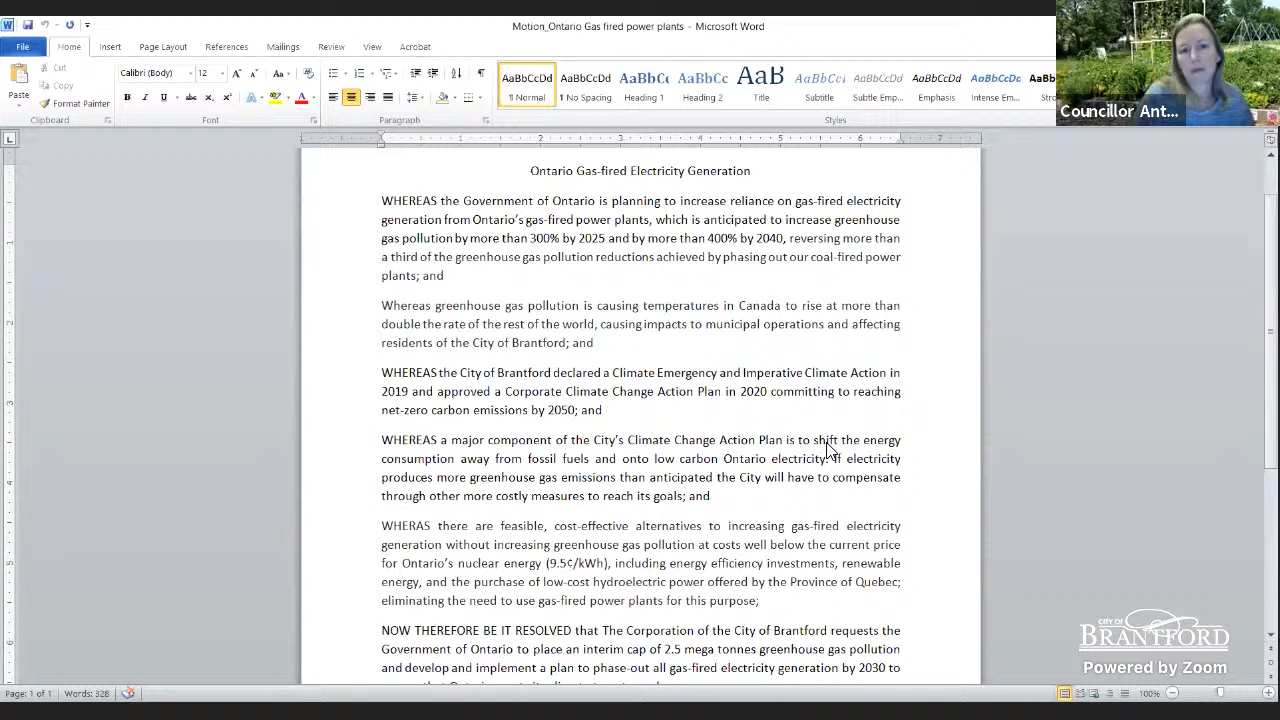 Motion_Ontario Gas fired power plants - Microsoft Word
File Home Insert Page Layout References Mailings Review View Acrobat
Paste
Cut
Copy
Format Painter
Clipboard
Calibri (Body) 12
Font
Paragraph
AaBbCcDd AaBbCcDd AaBbCc AaBbCc AaB AaBbCcI AaBbCcDd AaBbCcDd AaBbCcDd
¶ Normal ¶ No Spacing Heading 1 Heading 2 Title Subtitle Subtle Emp... Emphasis Intense Em...
Styles
Councillor Ant...
Ontario Gas-fired Electricity Generation
WHEREAS the Government of Ontario is planning to increase reliance on gas-fired electricity
generation from Ontario's gas-fired power plants, which is anticipated to increase greenhouse
gas pollution by more than 300% by 2025 and by more than 400% by 2040, reversing more than
a third of the greenhouse gas pollution reductions achieved by phasing out our coal-fired power
plants; and
Whereas greenhouse gas pollution is causing temperatures in Canada to rise at more than
double the rate of the rest of the world, causing impacts to municipal operations and affecting
residents of the City of Brantford; and
WHEREAS the City of Brantford declared a Climate Emergency and Imperative Climate Action in
2019 and approved a Corporate Climate Change Action Plan in 2020 committing to reaching
net-zero carbon emissions by 2050; and
WHEREAS a major component of the City's Climate Change Action Plan is to shift the energy
consumption away from fossil fuels and onto low carbon Ontario electricity. If electricity
produces more greenhouse gas emissions than anticipated the City will have to compensate
through other more costly measures to reach its goals; and
WHERAS there are feasible, cost-effective alternatives to increasing gas-fired electricity
generation without increasing greenhouse gas pollution at costs well below the current price
for Ontario's nuclear energy (9.5¢/kWh), including energy efficiency investments, renewable
energy, and the purchase of low-cost hydroelectric power offered by the Province of Quebec;
eliminating the need to use gas-fired power plants for this purpose;
NOW THEREFORE BE IT RESOLVED that The Corporation of the City of Brantford requests the
Government of Ontario to place an interim cap of 2.5 mega tonnes greenhouse gas pollution
and develop and implement a plan to phase-out all gas-fired electricity generation by 2030 to
CITY OF
BRANTFORD
Powered by Zoom
Page: 1 of 1 Words: 328
100%